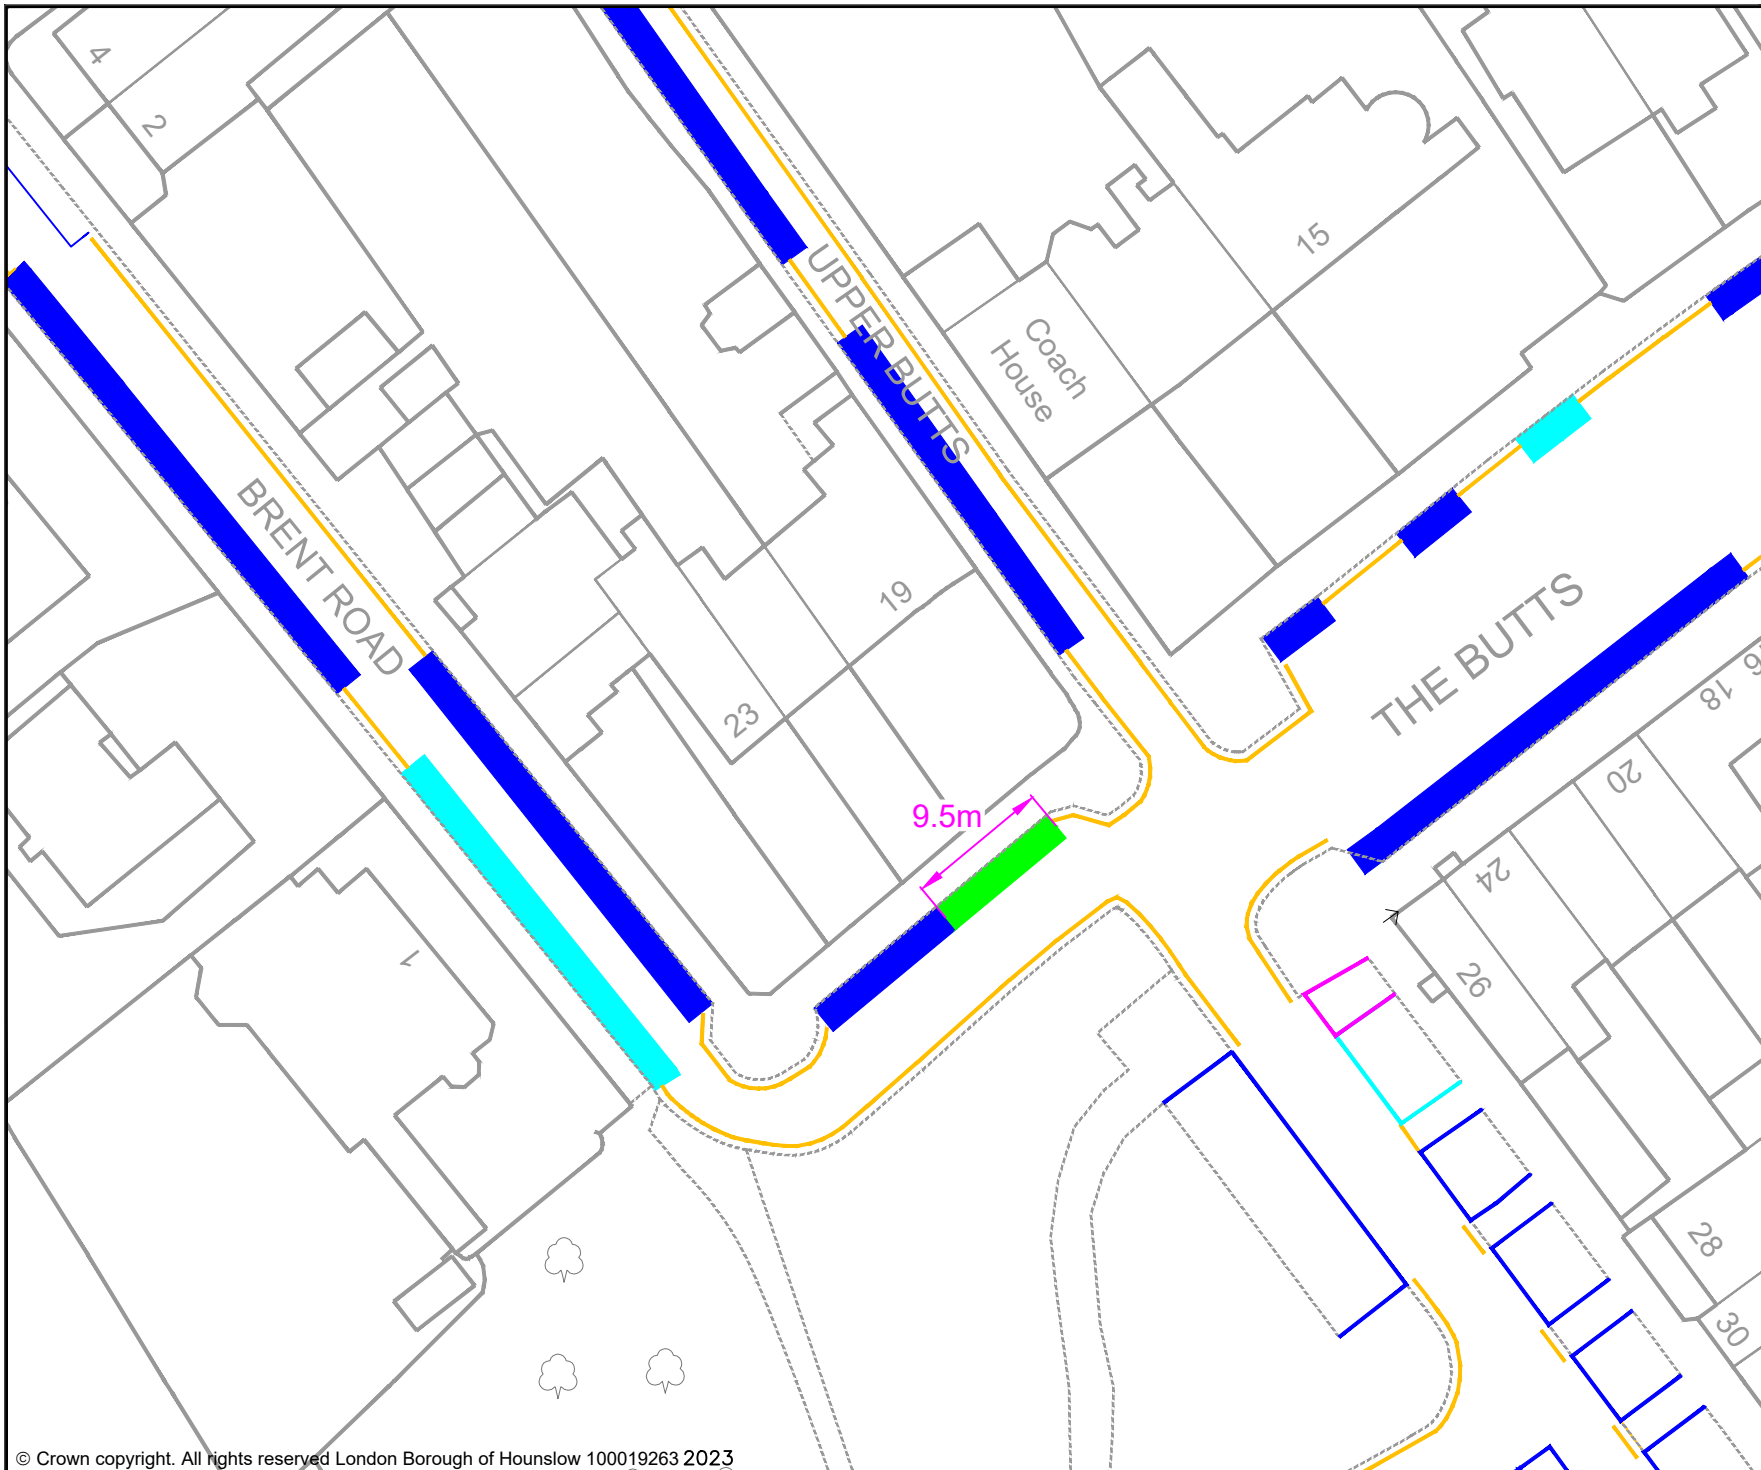 4
2
UPPER BUTTS
15
Coach
House
BRENT ROAD
19
THE BUTTS
23
18
20
9.5m
24
1
26
28
30
© Crown copyright. All rights reserved London Borough of Hounslow 100019263 2023